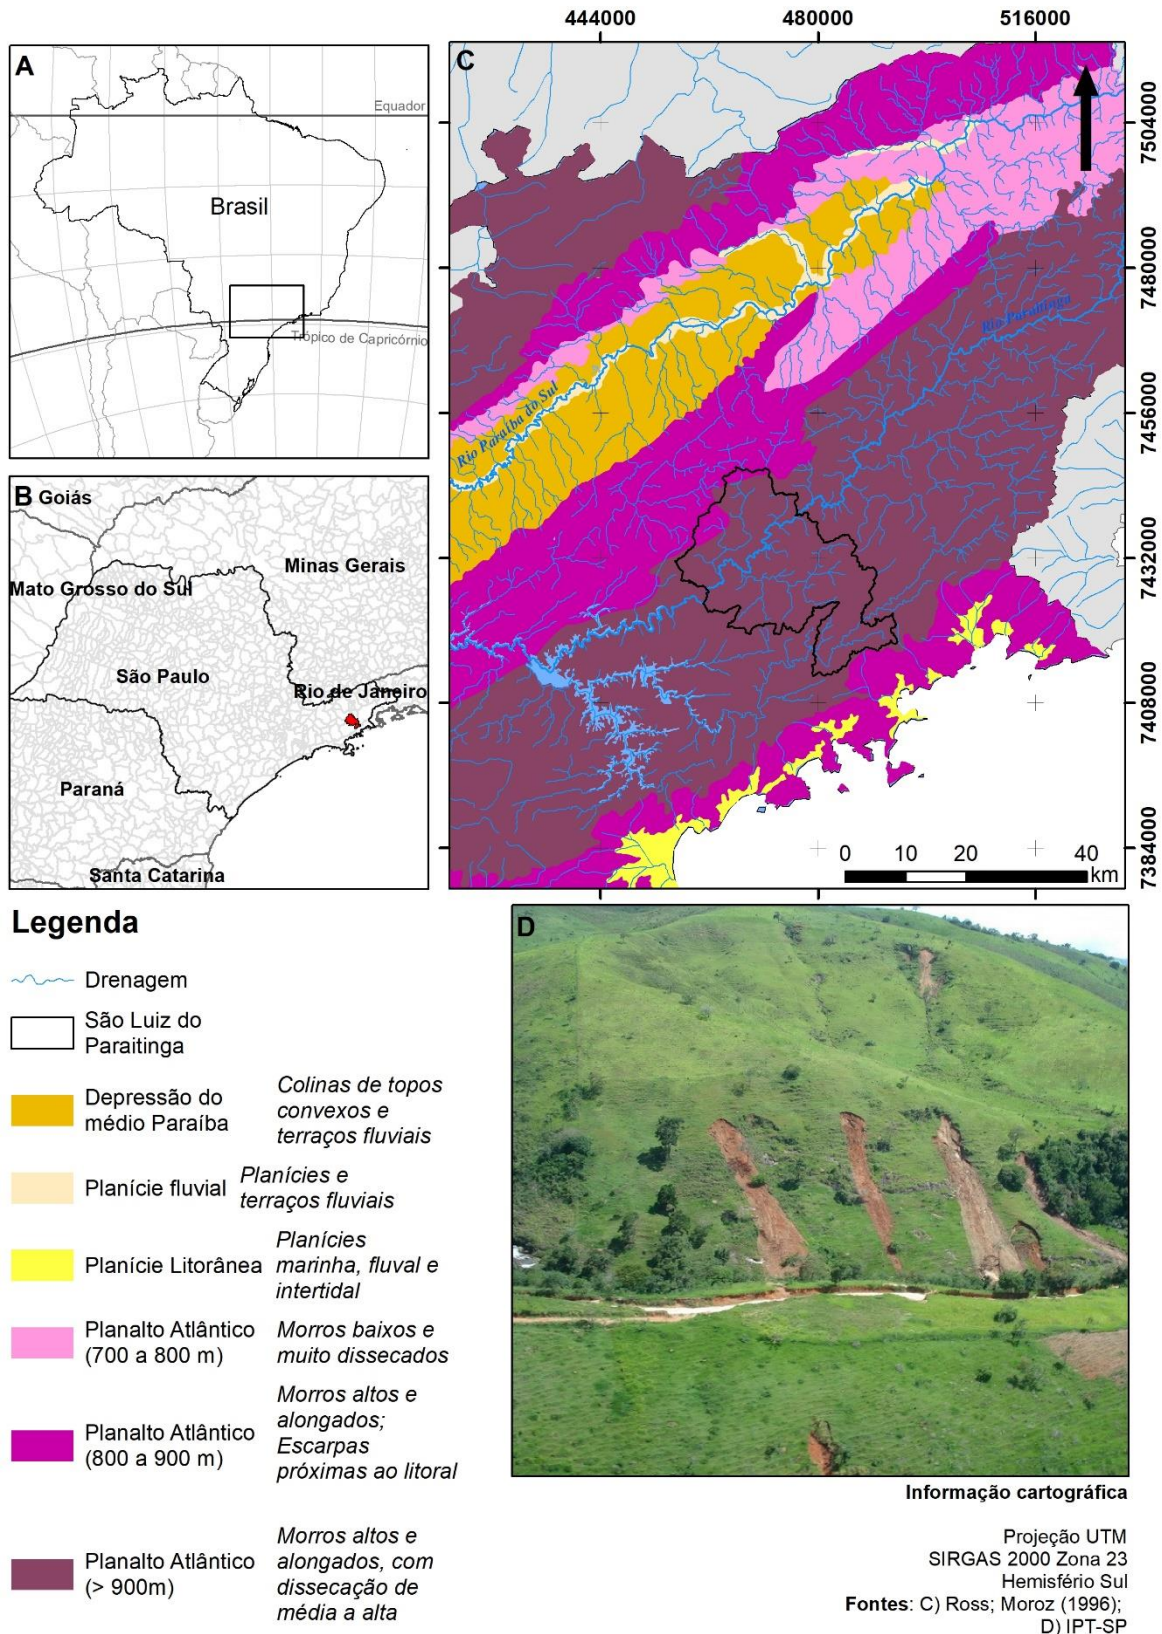 444000
480000
516000
A
Equador
Brasil
Trópico de Capricórnio
B
Goiás
Minas Gerais
Mato Grosso do Sul
São Paulo
Rio de Janeiro
Paraná
Santa Catarina
C
7504000
7480000
7456000
7432000
7408000
7384000
Rio Paraitinga
Rio Paraíba do Sul
0 10 20 40
km
Legenda
Drenagem
São Luiz do
Paraitinga
Depressão do
médio Paraíba
Colinas de topos
convexos e
terraços fluviais
Planície fluvial
Planícies e
terraços fluviais
Planície Litorânea
Planícies
marinha, fluval e
intertidal
Planalto Atlântico
(700 a 800 m)
Morros baixos e
muito dissecados
Planalto Atlântico
(800 a 900 m)
Morros altos e
alongados;
Escarpas
próximas ao litoral
Planalto Atlântico
(> 900m)
Morros altos e
alongados, com
dissecação de
média a alta
D
Informação cartográfica
Projeção UTM
SIRGAS 2000 Zona 23
Hemisfério Sul
Fontes: C) Ross; Moroz (1996);
D) IPT-SP